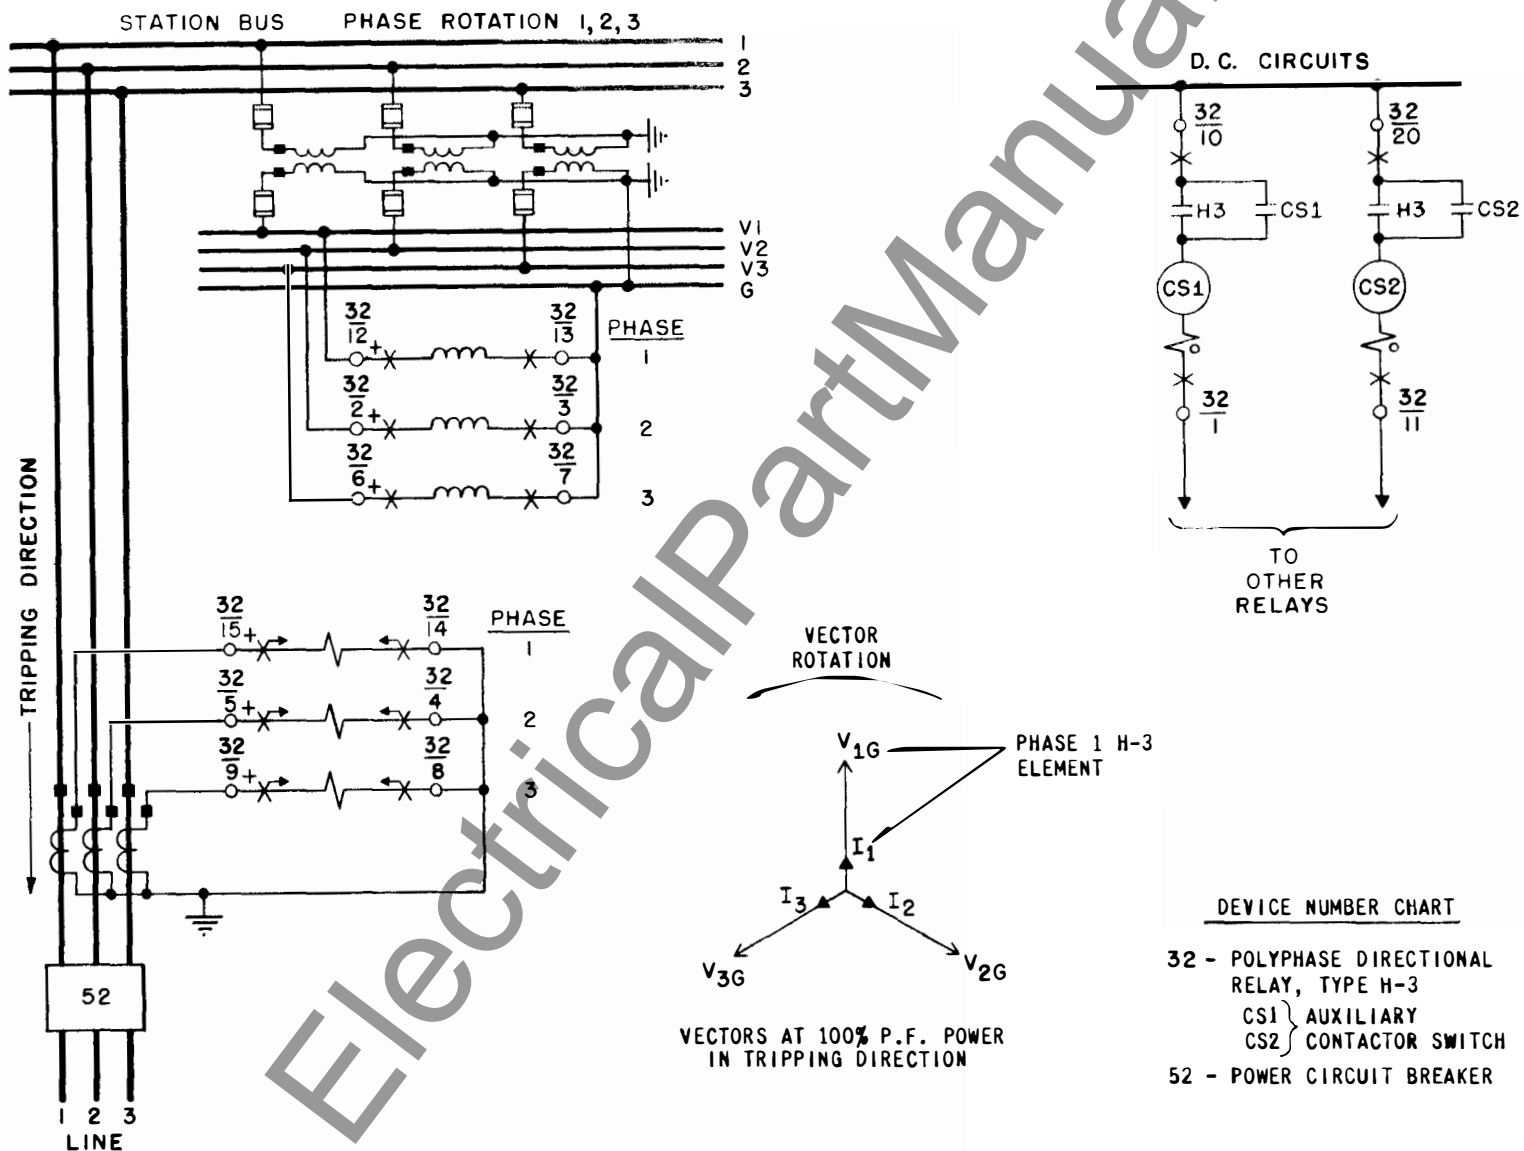 STATION BUS PHASE ROTATION 1, 2, 3
1
2
3
V1
V2
V3
G
PHASE
32
12
+
32
13
1
32
2
+
32
3
2
32
6
+
32
7
3
TRIPPING DIRECTION
PHASE
32
15
+
32
14
1
32
5
+
32
4
2
32
9
+
32
8
3
52
1 2 3
LINE
D.C. CIRCUITS
32
10
32
20
H3
CS1
H3
CS2
CS1
CS2
32
1
32
11
TO
OTHER
RELAYS
VECTOR
ROTATION
V1G
PHASE 1 H-3
ELEMENT
I1
I3
I2
V3G
V2G
VECTORS AT 100% P.F. POWER
IN TRIPPING DIRECTION
DEVICE NUMBER CHART
32 - POLYPHASE DIRECTIONAL
RELAY, TYPE H-3
CS1 } AUXILIARY
CS2 } CONTACTOR SWITCH
52 - POWER CIRCUIT BREAKER
ElectricalPartManua